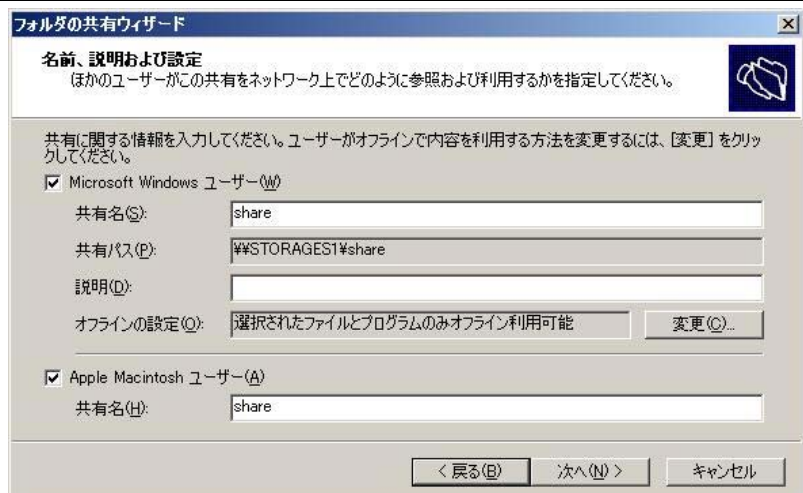 フォルダの共有ウィザード
名前、説明および設定
ほかのユーザーがこの共有をネットワーク上でどのように参照および利用するかを指定してください。
共有に関する情報を入力してください。ユーザーがオフラインで内容を利用する方法を変更するには、[変更] をクリッ
クしてください。
Microsoft Windows ユーザー(W)
共有名(S): share
共有パス(P): ¥¥STORAGES1¥share
説明(D):
オフラインの設定(O): 選択されたファイルとプログラムのみオフライン利用可能 変更(C)...
Apple Macintosh ユーザー(A)
共有名(H): share
< 戻る(B) 次へ(N) > キャンセル